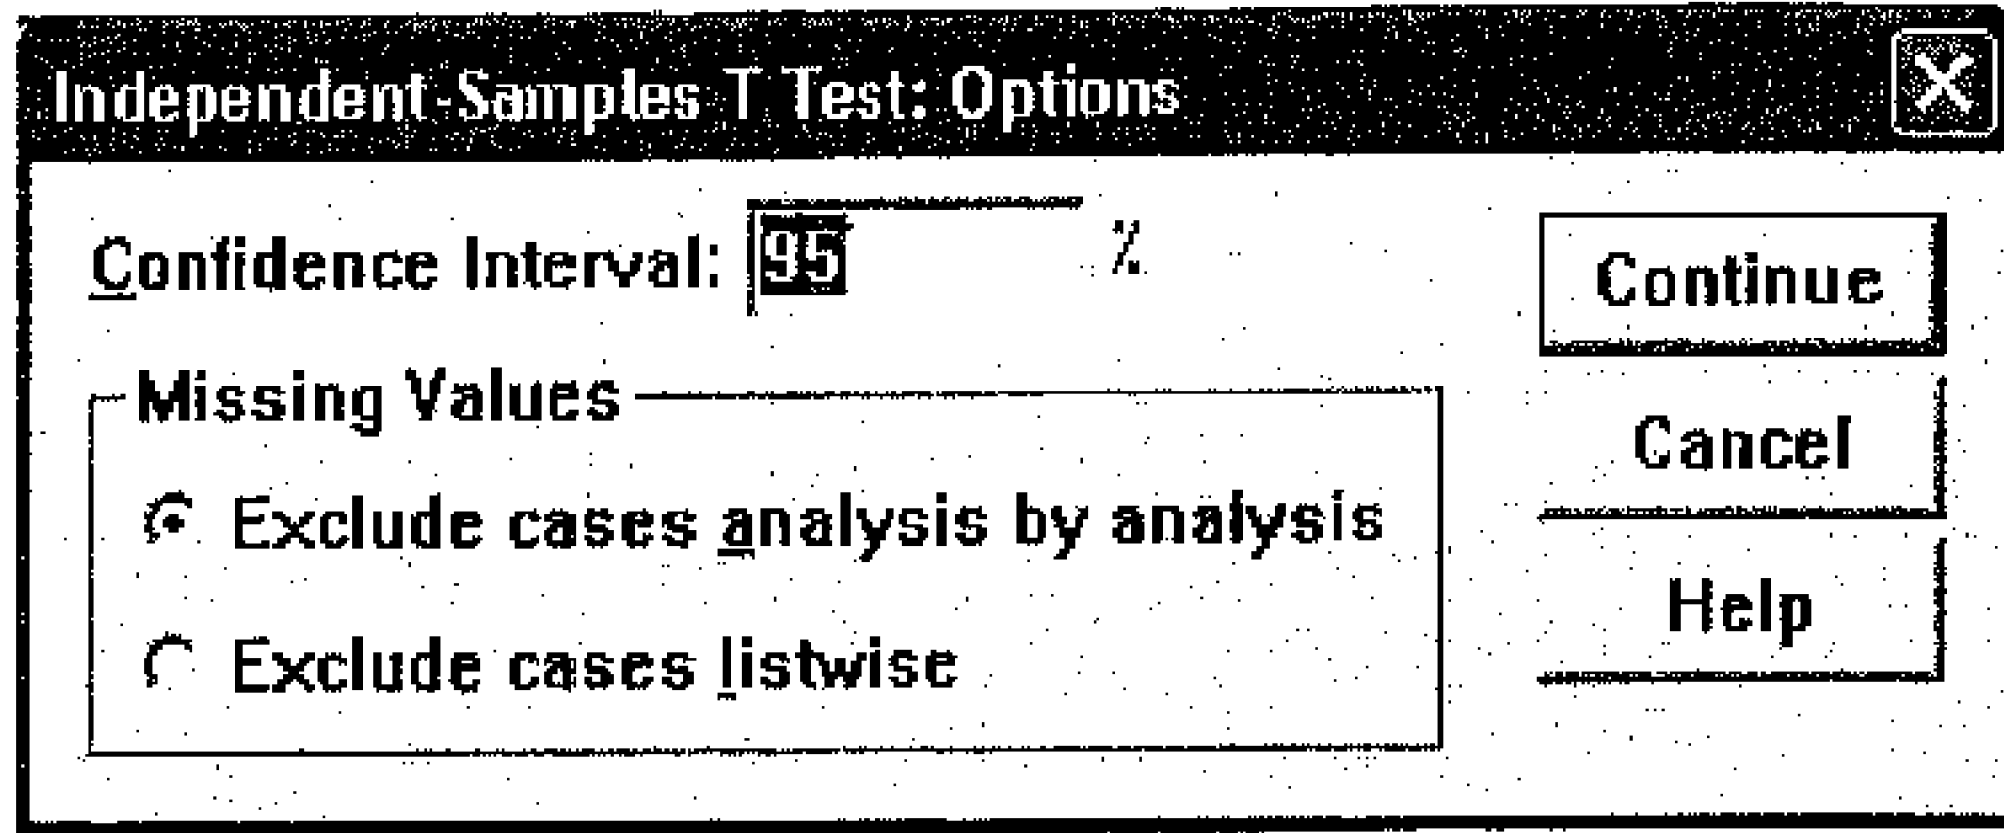 Independent-Samples T Test: Options
Confidence Interval: 95 %
Continue
Missing Values
Cancel
Exclude cases analysis by analysis
Help
Exclude cases listwise